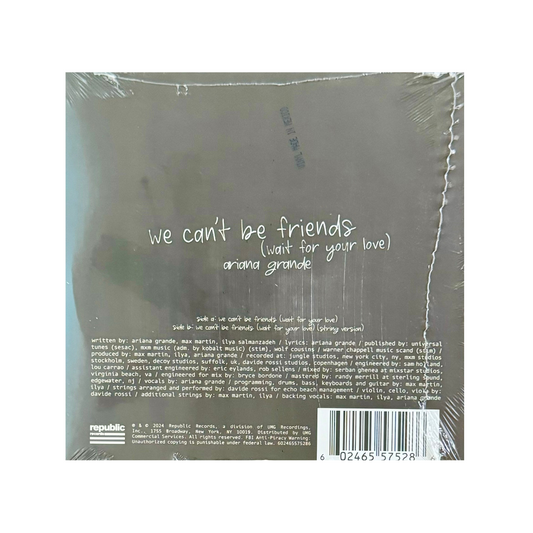 we can't be friends
(wait for your love)
ariana grande
side a: we can't be friends (wait for your love)
side b: we can't be friends (wait for your love) (string version)
written by: ariana grande, max martin, ilya salmanzadeh / lyrics: ariana grande / published by: universal
tunes (sesac), mxm music (adm. by kobalt music) (stim), wolf cousins / warner chappell music scand (stim) /
produced by: max martin, ilya, ariana grande / recorded at: jungle studios, new york city, ny, mxm studios
stockholm, sweden, decoy studios, suffolk, uk, davide rossi studios, copenhagen / engineered by: sam holland,
lou carrao / assistant engineered by: eric eylands, rob sellens / mixed by: serban ghenea at mixstar studios,
virginia beach, va / engineered for mix by: bryce bordone / mastered by: randy merrill at sterling sound,
edgewater, nj / vocals by: ariana grande / programming, drums, bass, keyboards and guitar by: max martin,
ilya / strings arranged and performed by: davide rossi for echo beach management / violin, cello, viola by:
davide rossi / additional strings by: max martin, ilya / backing vocals: max martin, ilya, ariana grande
republic
℗ & © 2024 Republic Records, a division of UMG Recordings,
Inc., 1755 Broadway, New York, NY 10019. Distributed by UMG
Commercial Services. All rights reserved. FBI Anti-Piracy Warning:
Unauthorized copying is punishable under federal law. 602465575286
6 02465 57528 6